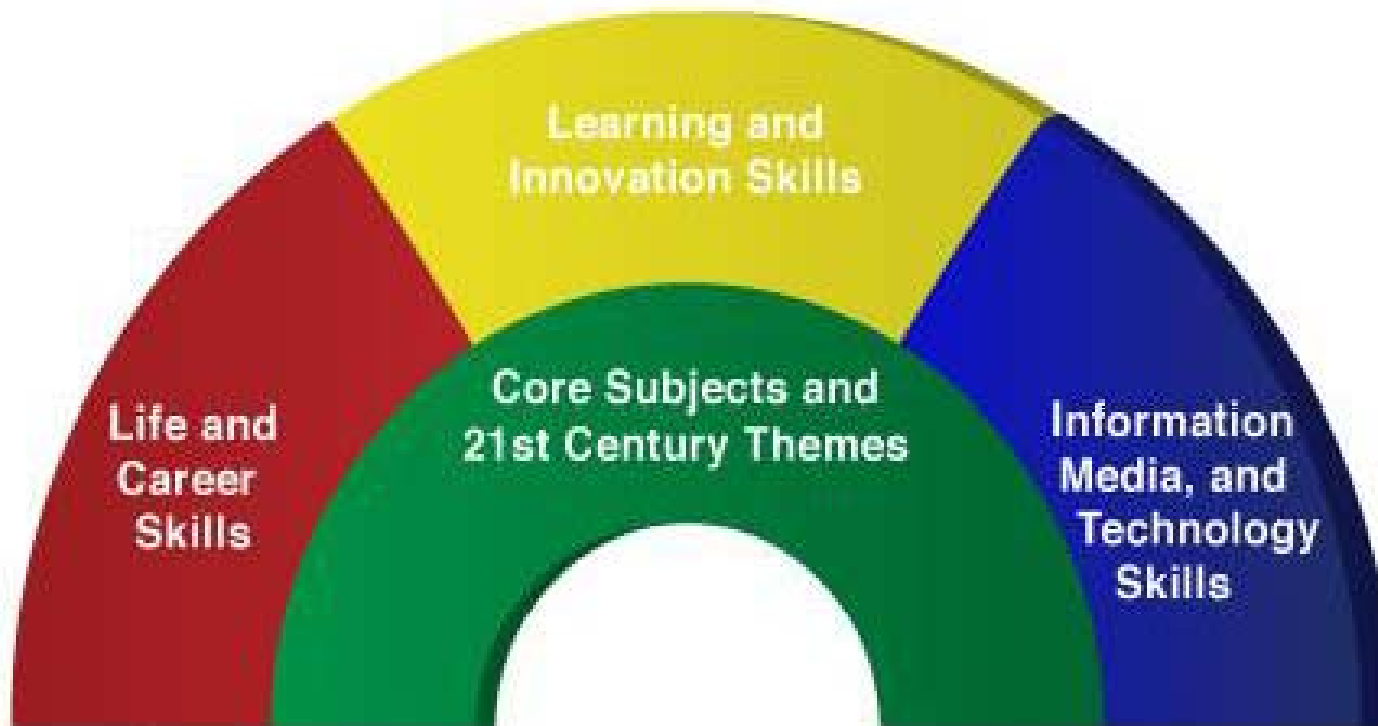 Learning and
Innovation Skills
Core Subjects and
21st Century Themes
Life and
Career
Skills
Information
Media, and
Technology
Skills